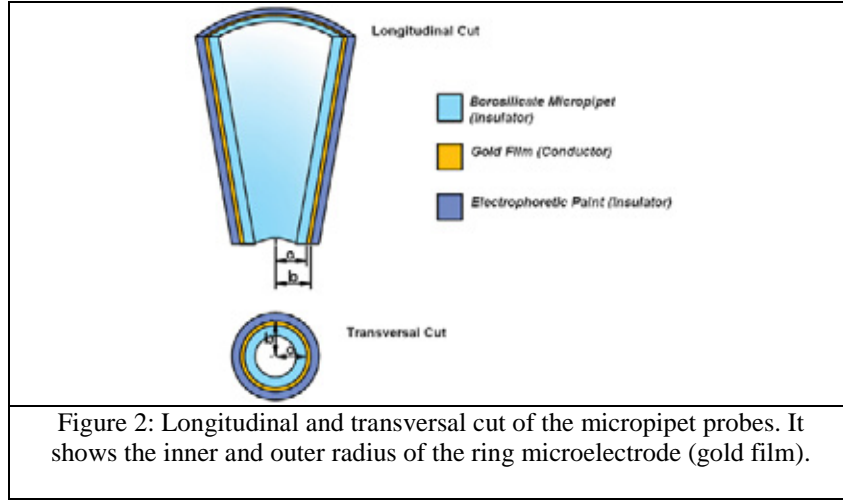 Longitudinal Cut
Borosilicate Micropipet
(insulator)
Gold Film (Conductor)
Electrophoretic Paint (Insulator)
a
b
Transversal Cut
b
a
Figure 2: Longitudinal and transversal cut of the micropipet probes. It
shows the inner and outer radius of the ring microelectrode (gold film).